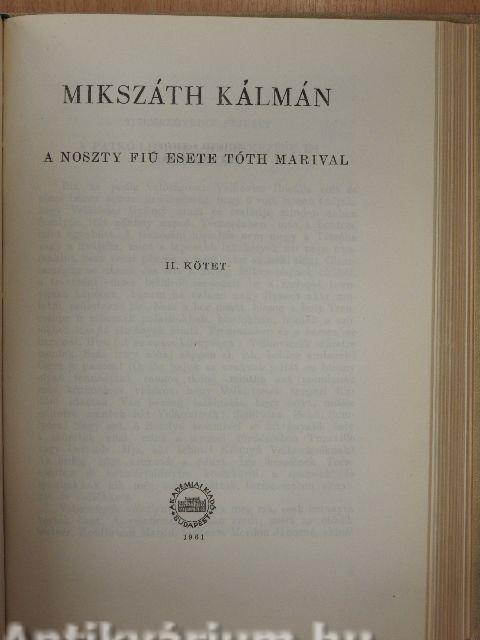 MIKSZÁTH KÁLMÁN
A NOSZTY FIÚ ESETE TÓTH MARIVAL
II. KÖTET
AKADÉMIAI KIADÓ
BUDAPEST
1961
Antikvárium.hu